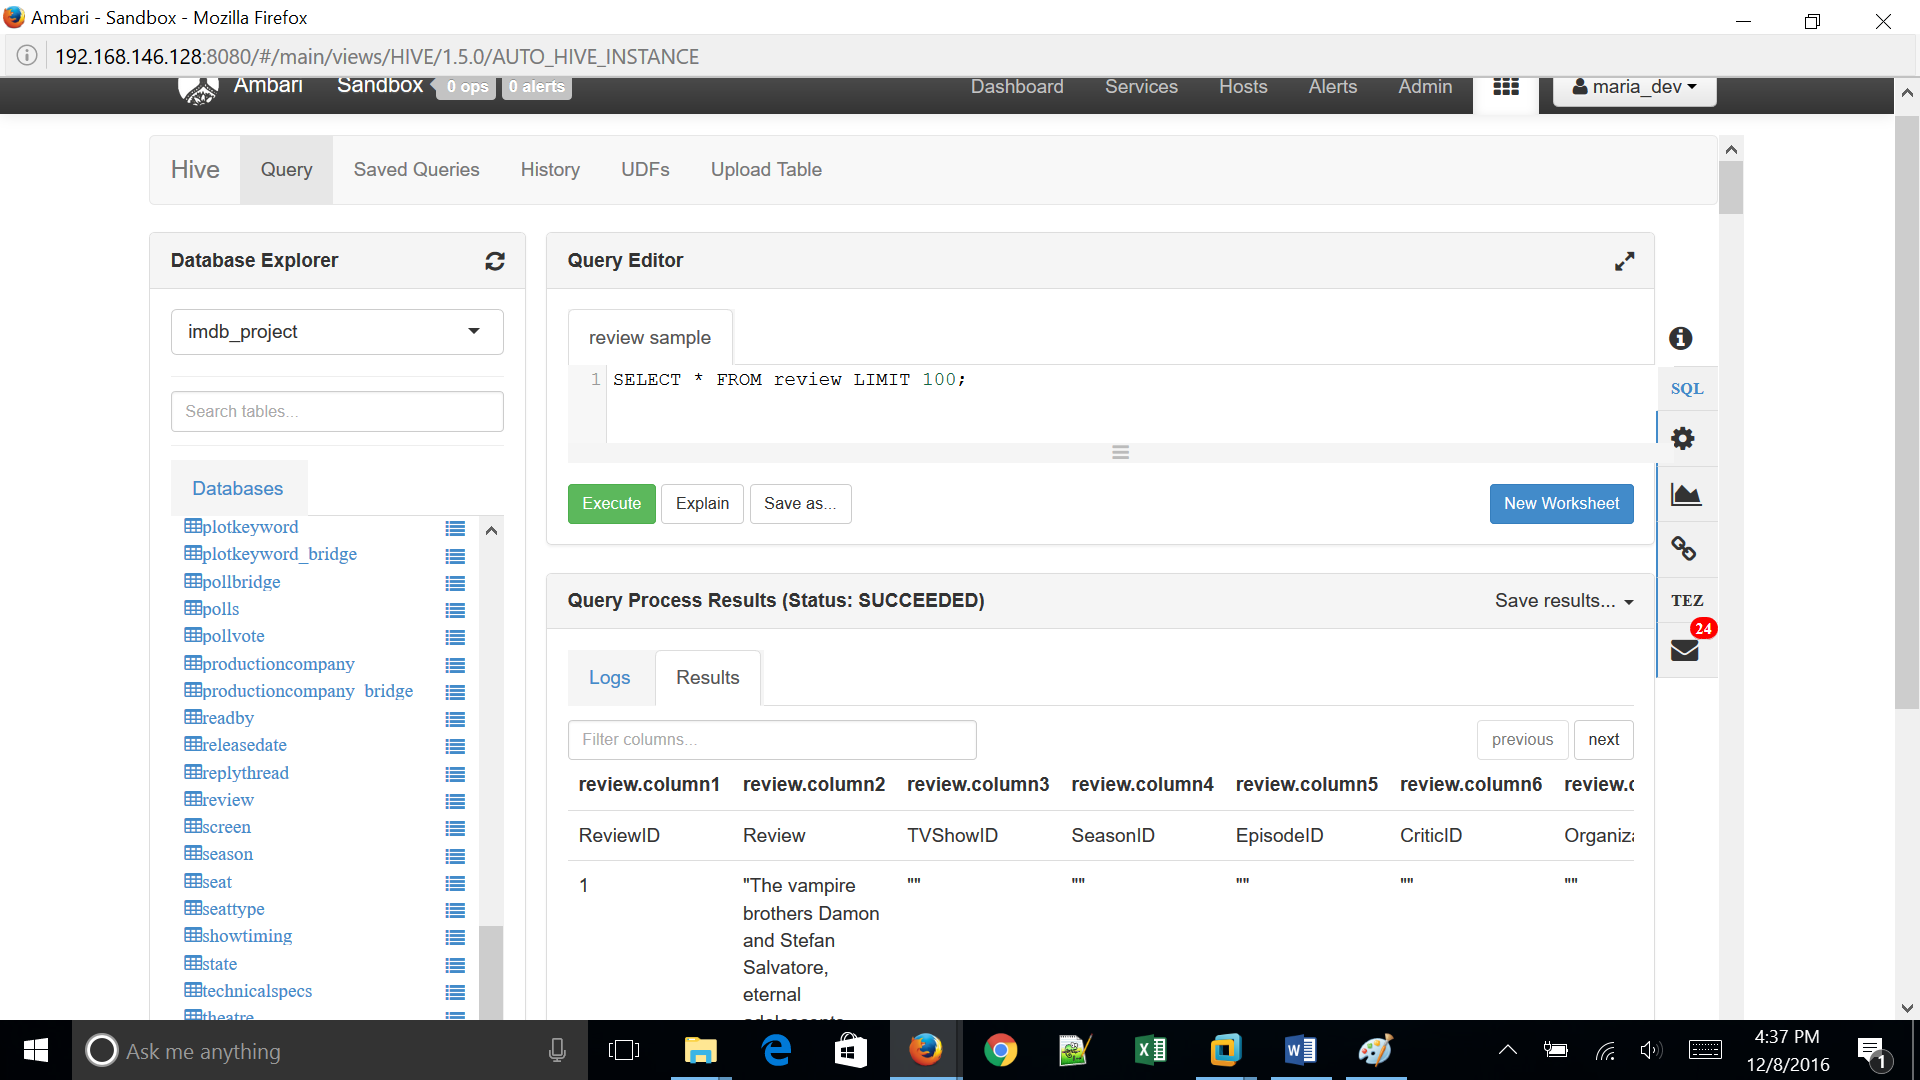 Ambari - Sandbox - Mozilla Firefox
192.168.146.128:8080/#/main/views/HIVE/1.5.0/AUTO_HIVE_INSTANCE
Ambari Sandbox 0 ops 0 alerts Dashboard Services Hosts Alerts Admin maria_dev
Hive Query Saved Queries History UDFs Upload Table
Database Explorer
imdb_project
Search tables...
Databases
plotkeyword
plotkeyword_bridge
pollbridge
polls
pollvote
productioncompany
productioncompany_bridge
readby
releasedate
replythread
review
screen
season
seat
seattype
showtiming
state
technicalspecs
theatre
Query Editor
review sample
1 SELECT * FROM review LIMIT 100;
Execute Explain Save as... New Worksheet
SQL
TEZ
24
Query Process Results (Status: SUCCEEDED) Save results...
Logs Results
Filter columns... previous next
review.column1 review.column2 review.column3 review.column4 review.column5 review.column6 review.c
ReviewID Review TVShowID SeasonID EpisodeID CriticID Organiza
1 "The vampire "" "" "" "" ""
brothers Damon
and Stefan
Salvatore,
eternal
adolescents
Ask me anything
4:37 PM
12/8/2016
1